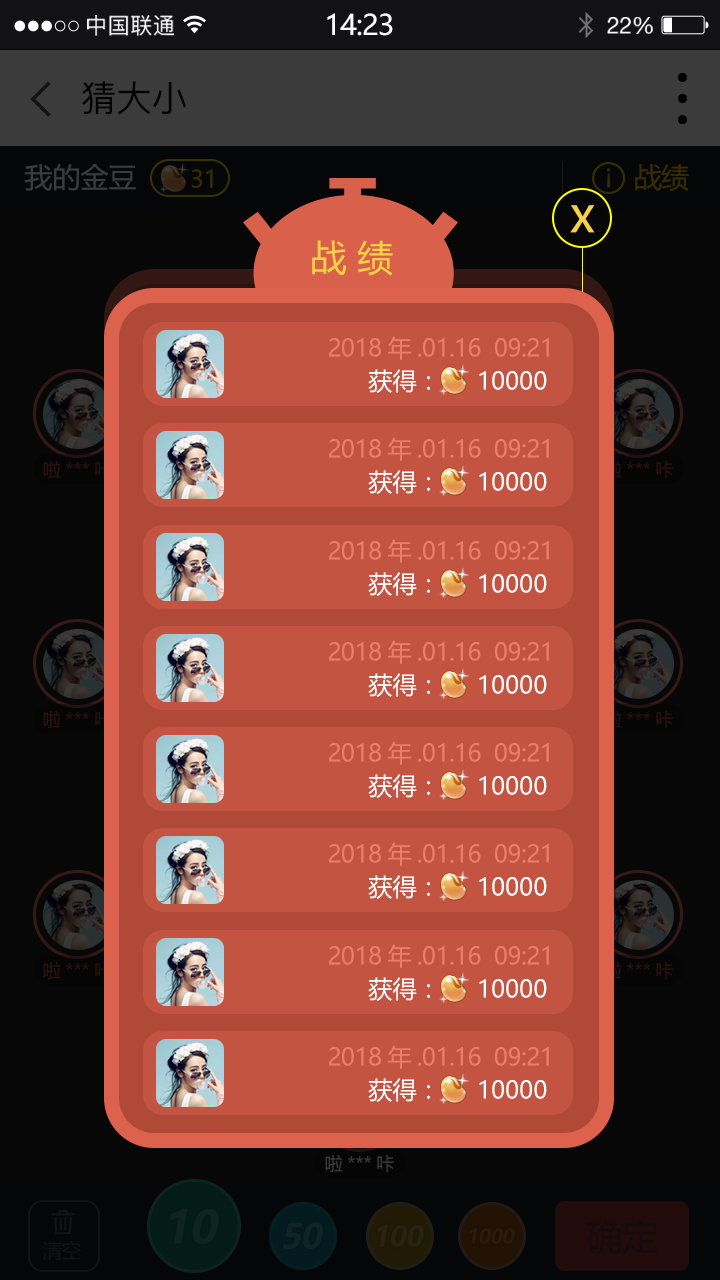 中国联通 14:23 22%
猜大小
我的金豆 31 战绩
X
战 绩
2018 年 .01.16 09:21
获得 : 10000
2018 年 .01.16 09:21
获得 : 10000
啦 *** 咔
2018 年 .01.16 09:21
获得 : 10000
2018 年 .01.16 09:21
获得 : 10000
2018 年 .01.16 09:21
获得 : 10000
2018 年 .01.16 09:21
获得 : 10000
2018 年 .01.16 09:21
获得 : 10000
2018 年 .01.16 09:21
获得 : 10000
啦 *** 咔
清空 10 50 100 1000 确定